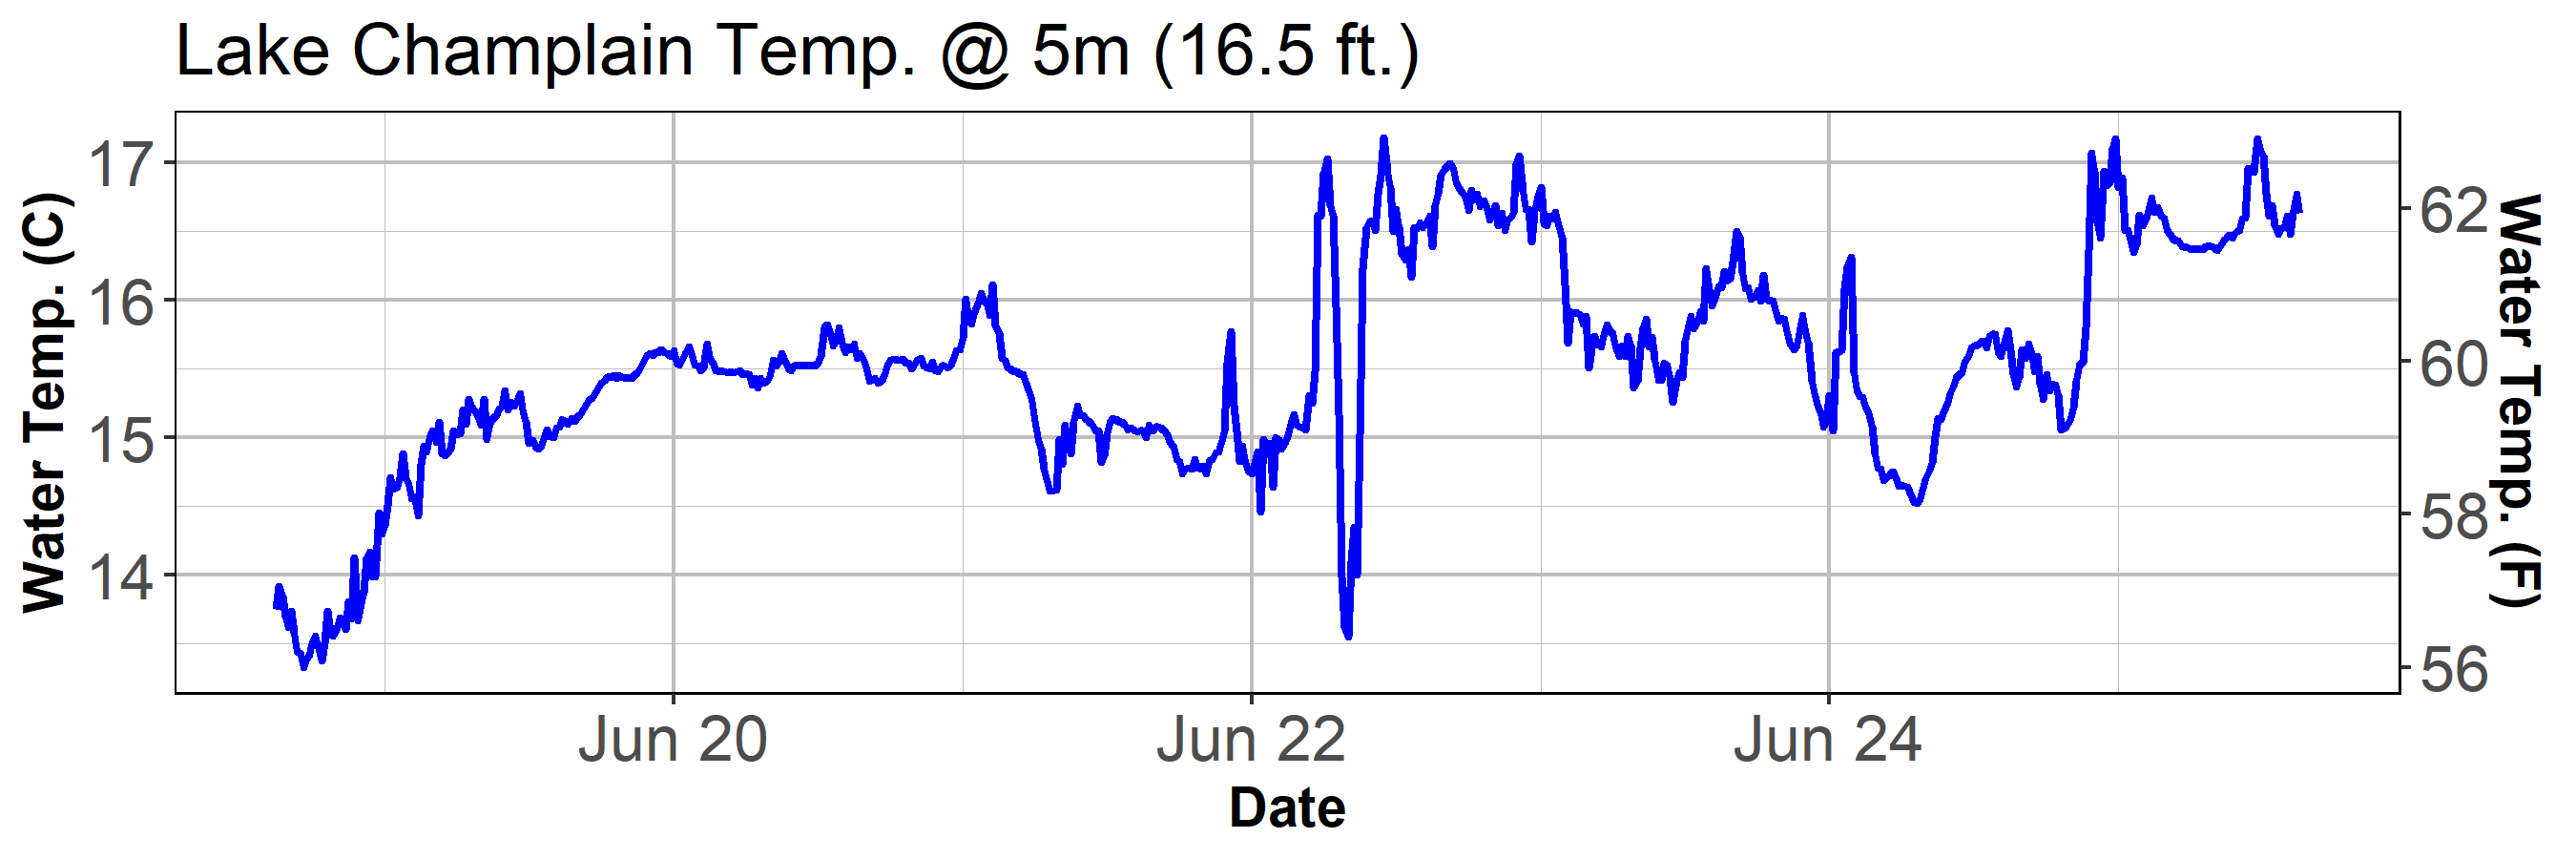 Lake Champlain Temp. @ 5m (16.5 ft.)
Water Temp. (C)
17
16
15
14
62
60
58
56
Water Temp. (F)
Jun 20 Jun 22 Jun 24
Date